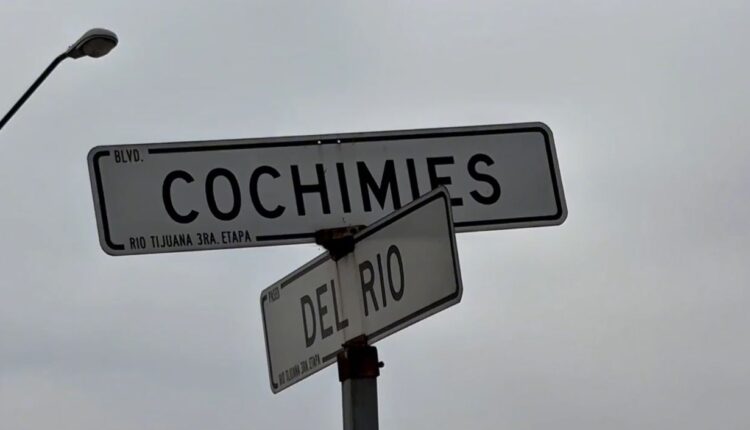 BLVD.
COCHIMIES
RIO TIJUANA 3RA. ETAPA
PASEO
DEL RIO
RIO TIJUANA 3RA. ETAPA